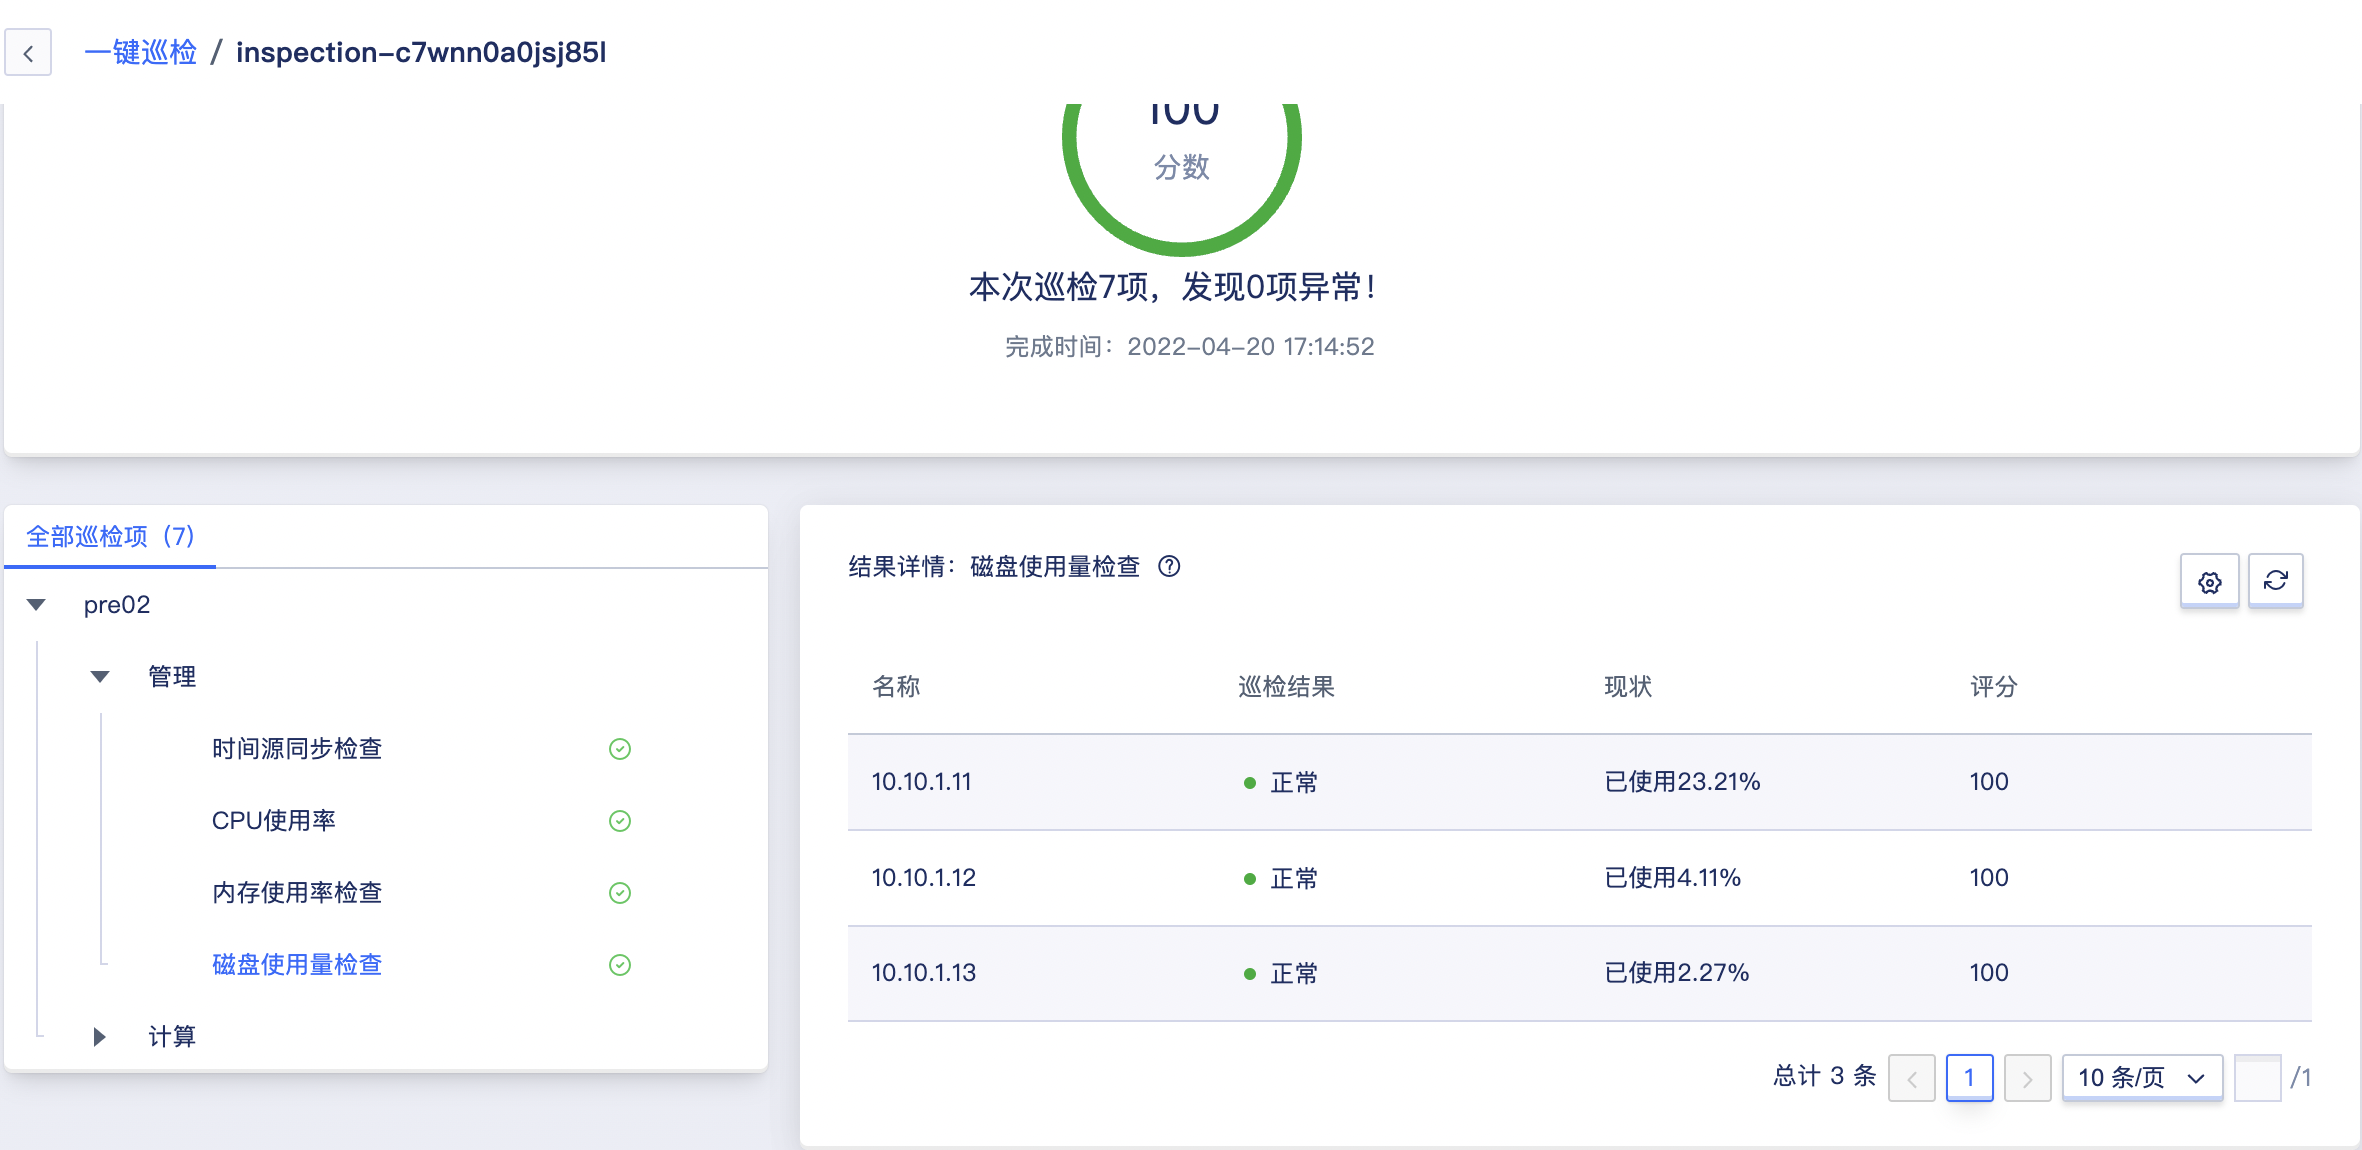 一键巡检 / inspection-c7wnn0a0jsj85l
100
分数
本次巡检7项，发现0项异常！
完成时间：2022-04-20 17:14:52
全部巡检项（7）
pre02
管理
时间源同步检查
CPU使用率
内存使用率检查
磁盘使用量检查
计算
结果详情：磁盘使用量检查
名称 巡检结果 现状 评分
10.10.1.11 正常 已使用23.21% 100
10.10.1.12 正常 已使用4.11% 100
10.10.1.13 正常 已使用2.27% 100
总计 3 条 1 10 条/页 /1